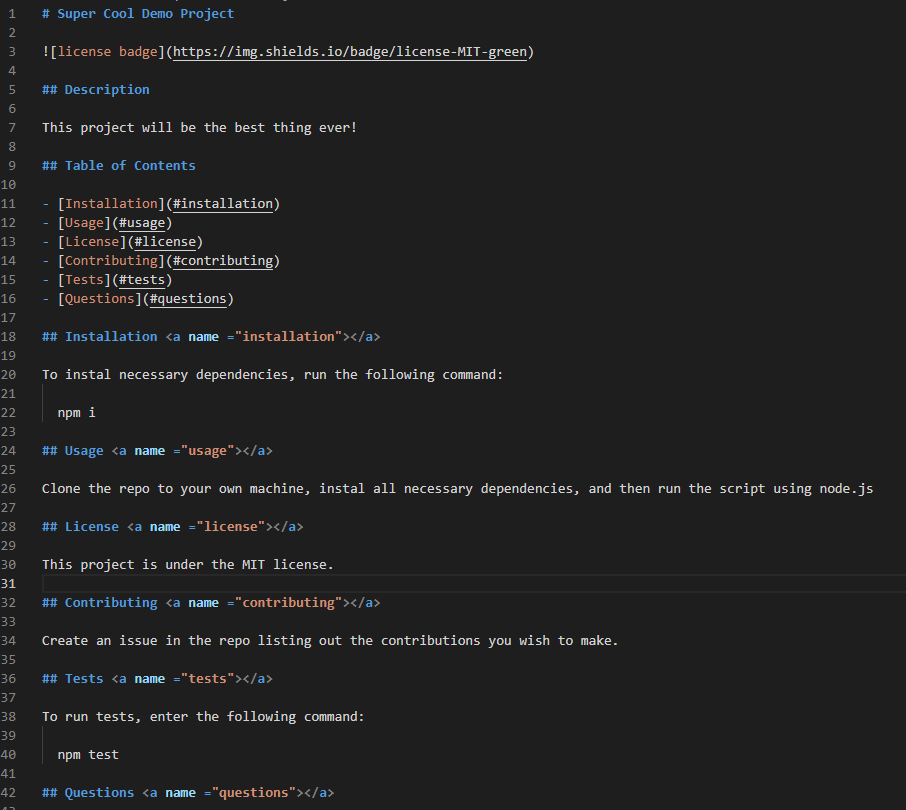 1 # Super Cool Demo Project
2
3 ![license badge](https://img.shields.io/badge/license-MIT-green)
4
5 ## Description
6
7 This project will be the best thing ever!
8
9 ## Table of Contents
10
11 - [Installation](#installation)
12 - [Usage](#usage)
13 - [License](#license)
14 - [Contributing](#contributing)
15 - [Tests](#tests)
16 - [Questions](#questions)
17
18 ## Installation <a name ="installation"></a>
19
20 To instal necessary dependencies, run the following command:
21
22   npm i
23
24 ## Usage <a name ="usage"></a>
25
26 Clone the repo to your own machine, instal all necessary dependencies, and then run the script using node.js
27
28 ## License <a name ="license"></a>
29
30 This project is under the MIT license.
31
32 ## Contributing <a name ="contributing"></a>
33
34 Create an issue in the repo listing out the contributions you wish to make.
35
36 ## Tests <a name ="tests"></a>
37
38 To run tests, enter the following command:
39
40   npm test
41
42 ## Questions <a name ="questions"></a>